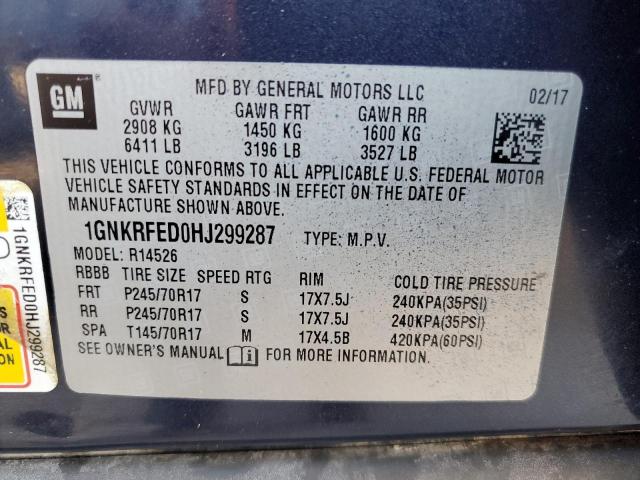 GM
MFD BY GENERAL MOTORS LLC
02/17
GVWR GAWR FRT GAWR RR
2908 KG 1450 KG 1600 KG
6411 LB 3196 LB 3527 LB
THIS VEHICLE CONFORMS TO ALL APPLICABLE U.S. FEDERAL MOTOR
VEHICLE SAFETY STANDARDS IN EFFECT ON THE DATE OF
MANUFACTURE SHOWN ABOVE.
1GNKRFED0HJ299287 TYPE: M.P.V.
MODEL: R14526
RBBB TIRE SIZE SPEED RTG RIM COLD TIRE PRESSURE
FRT P245/70R17 S 17X7.5J 240KPA(35PSI)
RR P245/70R17 S 17X7.5J 240KPA(35PSI)
SPA T145/70R17 M 17X4.5B 420KPA(60PSI)
SEE OWNER'S MANUAL i FOR MORE INFORMATION.
1GNKRFED0HJ299287